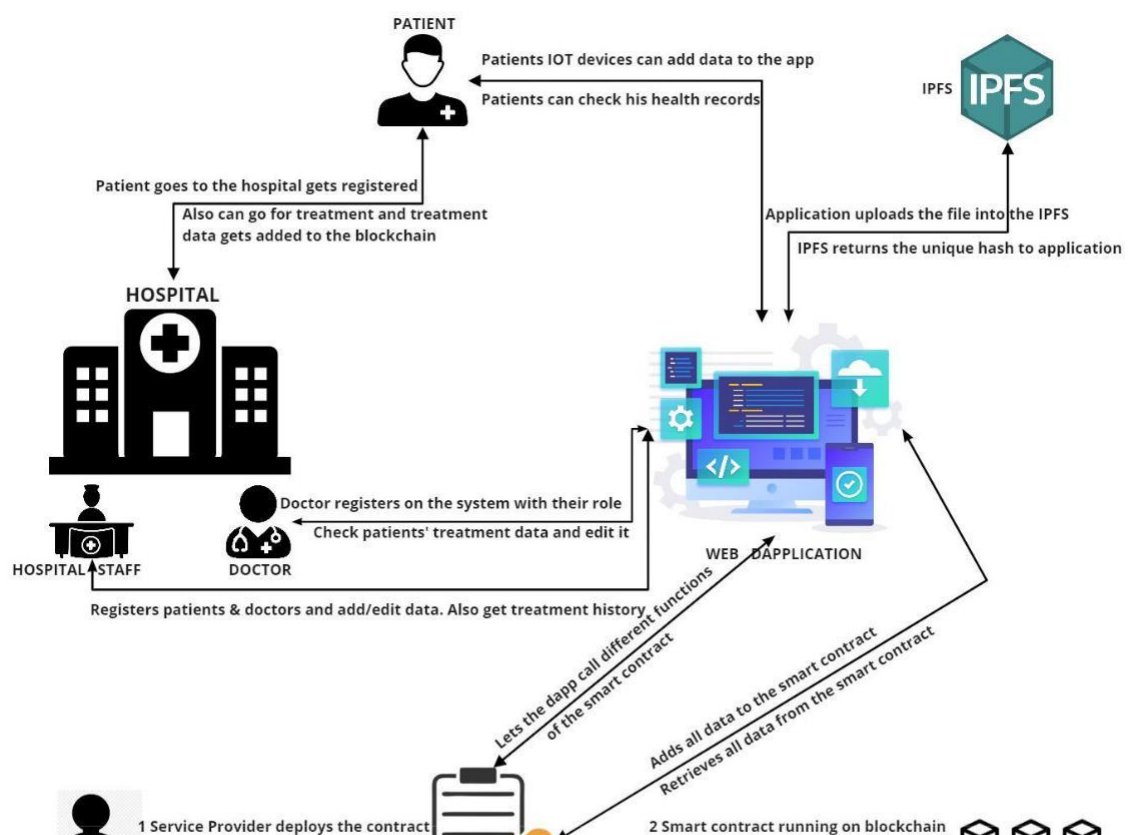 PATIENT
Patients IOT devices can add data to the app
Patients can check his health records
IPFS
IPFS
Patient goes to the hospital gets registered
Also can go for treatment and treatment
data gets added to the blockchain
Application uploads the file into the IPFS
IPFS returns the unique hash to application
HOSPITAL
</>
Doctor registers on the system with their role
Check patients' treatment data and edit it
HOSPITAL STAFF
DOCTOR
WEB DAPPLICATION
Registers patients & doctors and add/edit data. Also get treatment history
Lets the dapp call different functions
of the smart contract
Adds all data to the smart contract
Retrieves all data from the smart contract
1 Service Provider deploys the contract
2 Smart contract running on blockchain